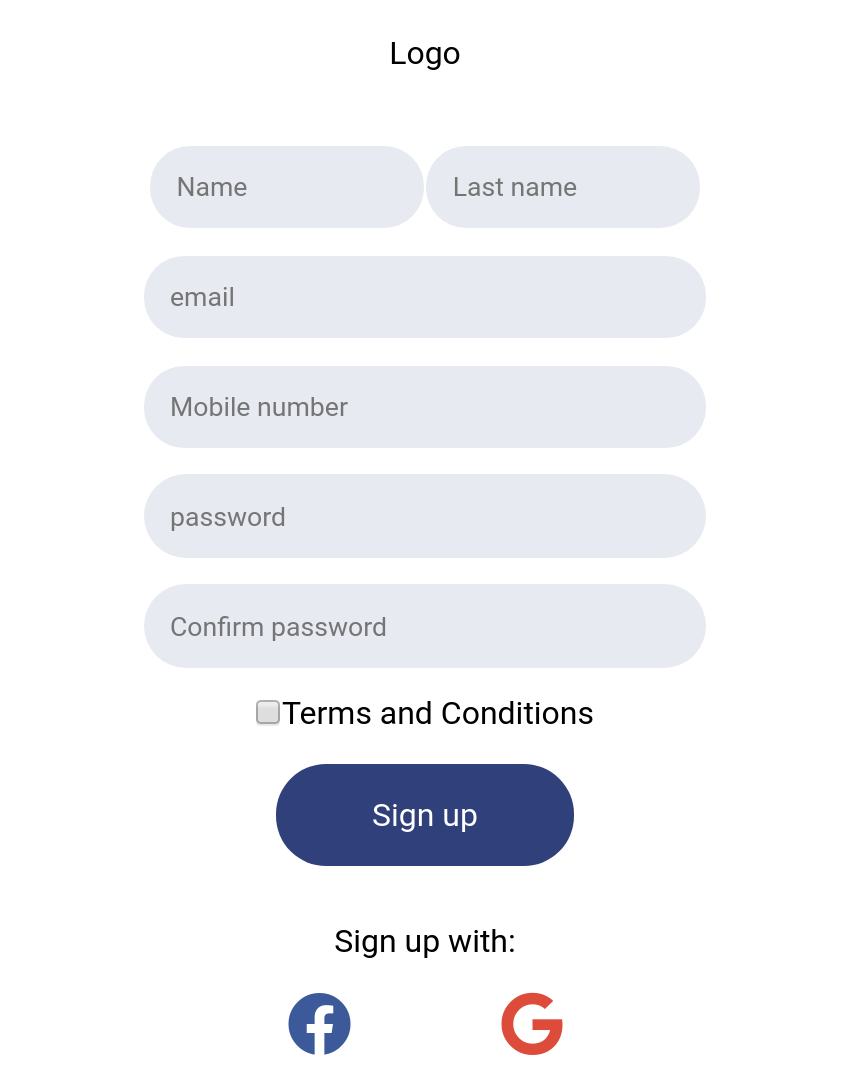 Logo
Name Last name
email
Mobile number
password
Confirm password
Terms and Conditions
Sign up
Sign up with: